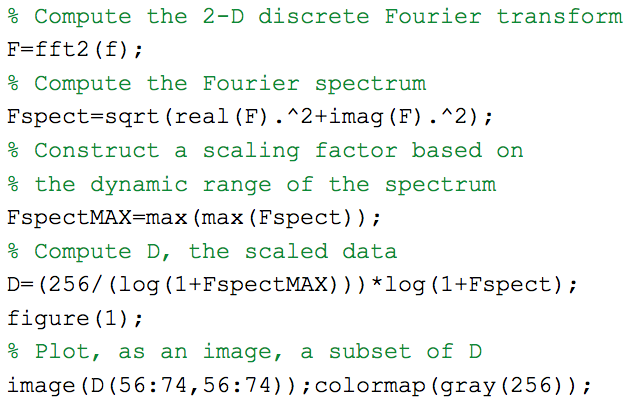 % Compute the 2-D discrete Fourier transform
F=fft2(f);
% Compute the Fourier spectrum
Fspect=sqrt(real(F).^2+imag(F).^2);
% Construct a scaling factor based on
% the dynamic range of the spectrum
FspectMAX=max(max(Fspect));
% Compute D, the scaled data
D=(256/(log(1+FspectMAX)))*log(1+Fspect);
figure(1);
% Plot, as an image, a subset of D
image(D(56:74,56:74));colormap(gray(256));